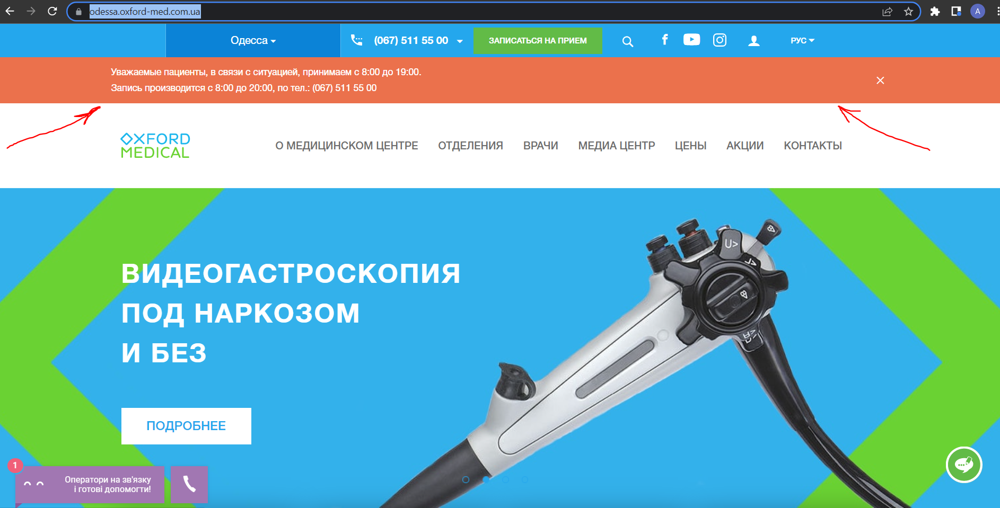 odessa.oxford-med.com.ua
A
Одесса
(067) 511 55 00
ЗАПИСАТЬСЯ НА ПРИЕМ
РУС
Уважаемые пациенты, в связи с ситуацией, принимаем с 8:00 до 19:00.
Запись производится с 8:00 до 20:00, по тел.: (067) 511 55 00
OXFORD
MEDICAL
О МЕДИЦИНСКОМ ЦЕНТРЕ
ОТДЕЛЕНИЯ
ВРАЧИ
МЕДИА ЦЕНТР
ЦЕНЫ
АКЦИИ
КОНТАКТЫ
ВИДЕОГАСТРОСКОПИЯ
ПОД НАРКОЗОМ
И БЕЗ
U>
ПОДРОБНЕЕ
1
Оператори на зв'язку
і готові допомогти!